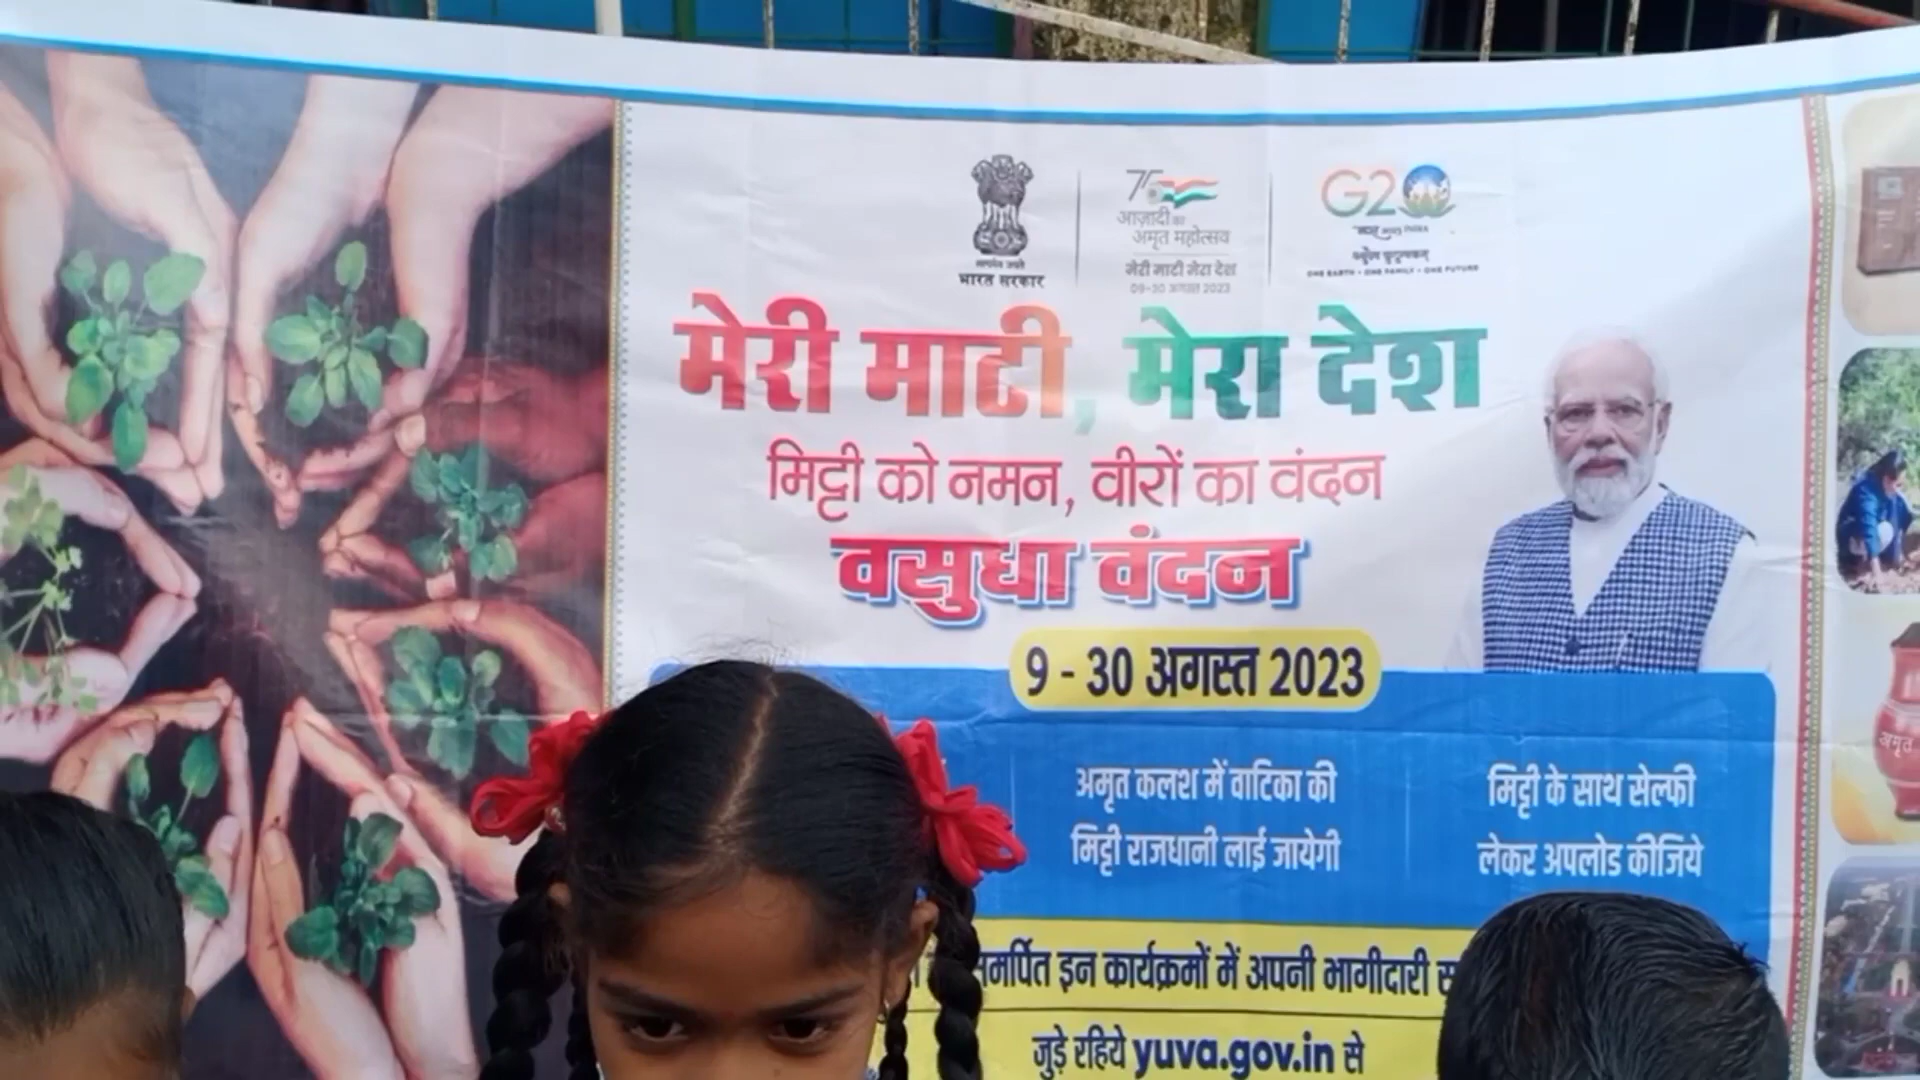 75
आज़ादी का
अमृत महोत्सव
मेरी माटी मेरा देश
09-30 अगस्त 2023
भारत सरकार
G20
ONE EARTH • ONE FAMILY • ONE FUTURE
मेरी माटी, मेरा देश
मिट्टी को नमन, वीरों का वंदन
वसुधा वंदन
9 - 30 अगस्त 2023
अमृत कलश में वाटिका की
मिट्टी राजधानी लाई जायेगी
मिट्टी के साथ सेल्फी
लेकर अपलोड कीजिये
अमृत
समर्पित इन कार्यक्रमों में अपनी भागीदारी
जुड़े रहिये yuva.gov.in से